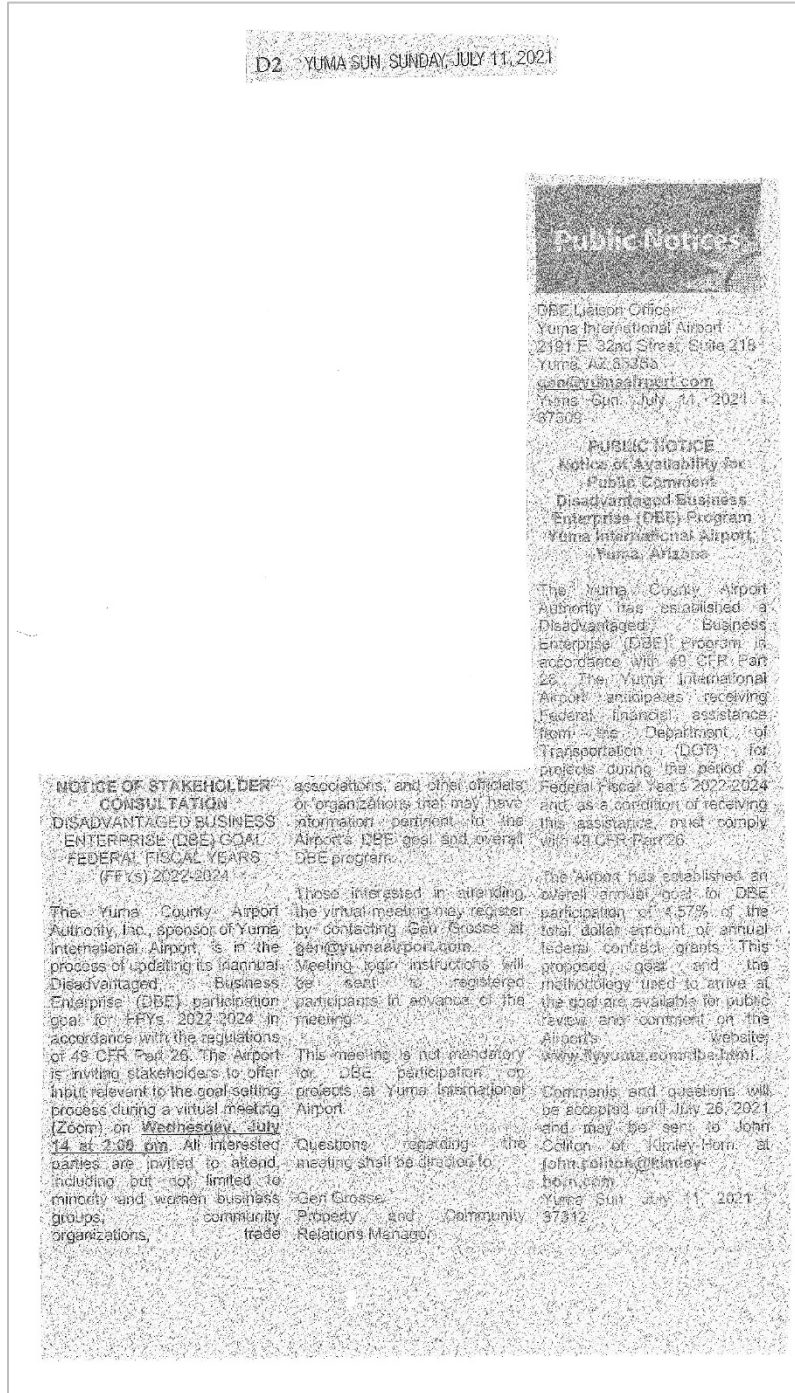 D2 YUMA SUN, SUNDAY, JULY 11, 2021
NOTICE OF STAKEHOLDER
CONSULTATION
DISADVANTAGED BUSINESS
ENTERPRISE (DBE) GOAL
FEDERAL FISCAL YEARS
(FFYs) 2022-2024
The Yuma County Airport
Authority, Inc., sponsor of Yuma
International Airport, is in the
process of updating its
Disadvantaged Business
Enterprise (DBE) participation
goal for FFYs 2022-2024 in
accordance with the regulations
of 49 CFR Part 26. The Airport
is inviting stakeholders to offer
input relevant to the goal setting
process during a virtual meeting
(Zoom) on Wednesday, July
14 at 2:00 pm. All interested
parties are invited to attend,
including but not limited to
minority and women business
groups, community
organizations, trade
associations, and other officials
or organizations that may have
information pertinent to the
Airport's DBE goal and overall
DBE program.
Those interested in attending
the virtual meeting may register
by contacting Gen Grosse at
gen@yumaairport.com
Meeting login instructions will
be sent to registered
participants in advance of the
meeting.
This meeting is not mandatory
for DBE participation on
projects at Yuma International
Airport.
Questions regarding the
meeting shall be directed to
Gen Grosse
Property and Community
Relations Manager
Public Notices
DBE Liaison Officer
Yuma International Airport
2191 E. 32nd Street, Suite 218
Yuma, AZ
gen@yumaairport.com
Yuma Sun July 11, 2021
37309
PUBLIC NOTICE
Notice of Availability for
Public Comment
Disadvantaged Business
Enterprise (DBE) Program
Yuma International Airport,
Yuma, Arizona
The Yuma County Airport
Authority has established a
Disadvantaged Business
Enterprise (DBE) Program in
accordance with 49 CFR Part
26. The Yuma International
Airport anticipates receiving
Federal financial assistance
from the Department of
Transportation (DOT) for
projects during the period of
Federal Fiscal Years 2022-2024
and, as a condition of receiving
this assistance, must comply
with 49 CFR Part 26.
The Airport has established an
overall annual goal for DBE
participation of 4.57% of the
total dollar amount of annual
federal contract grants. This
proposed goal and the
methodology used to arrive at
the goal are available for public
review and comment on the
Airport's website:
www.flyyuma.com/dbe.html
Comments and questions will
be accepted until July 26, 2021
and may be sent to John
Coliton of Kimley-Horn at
john.coliton@kimley-
horn.com
Yuma Sun July 11, 2021
37312